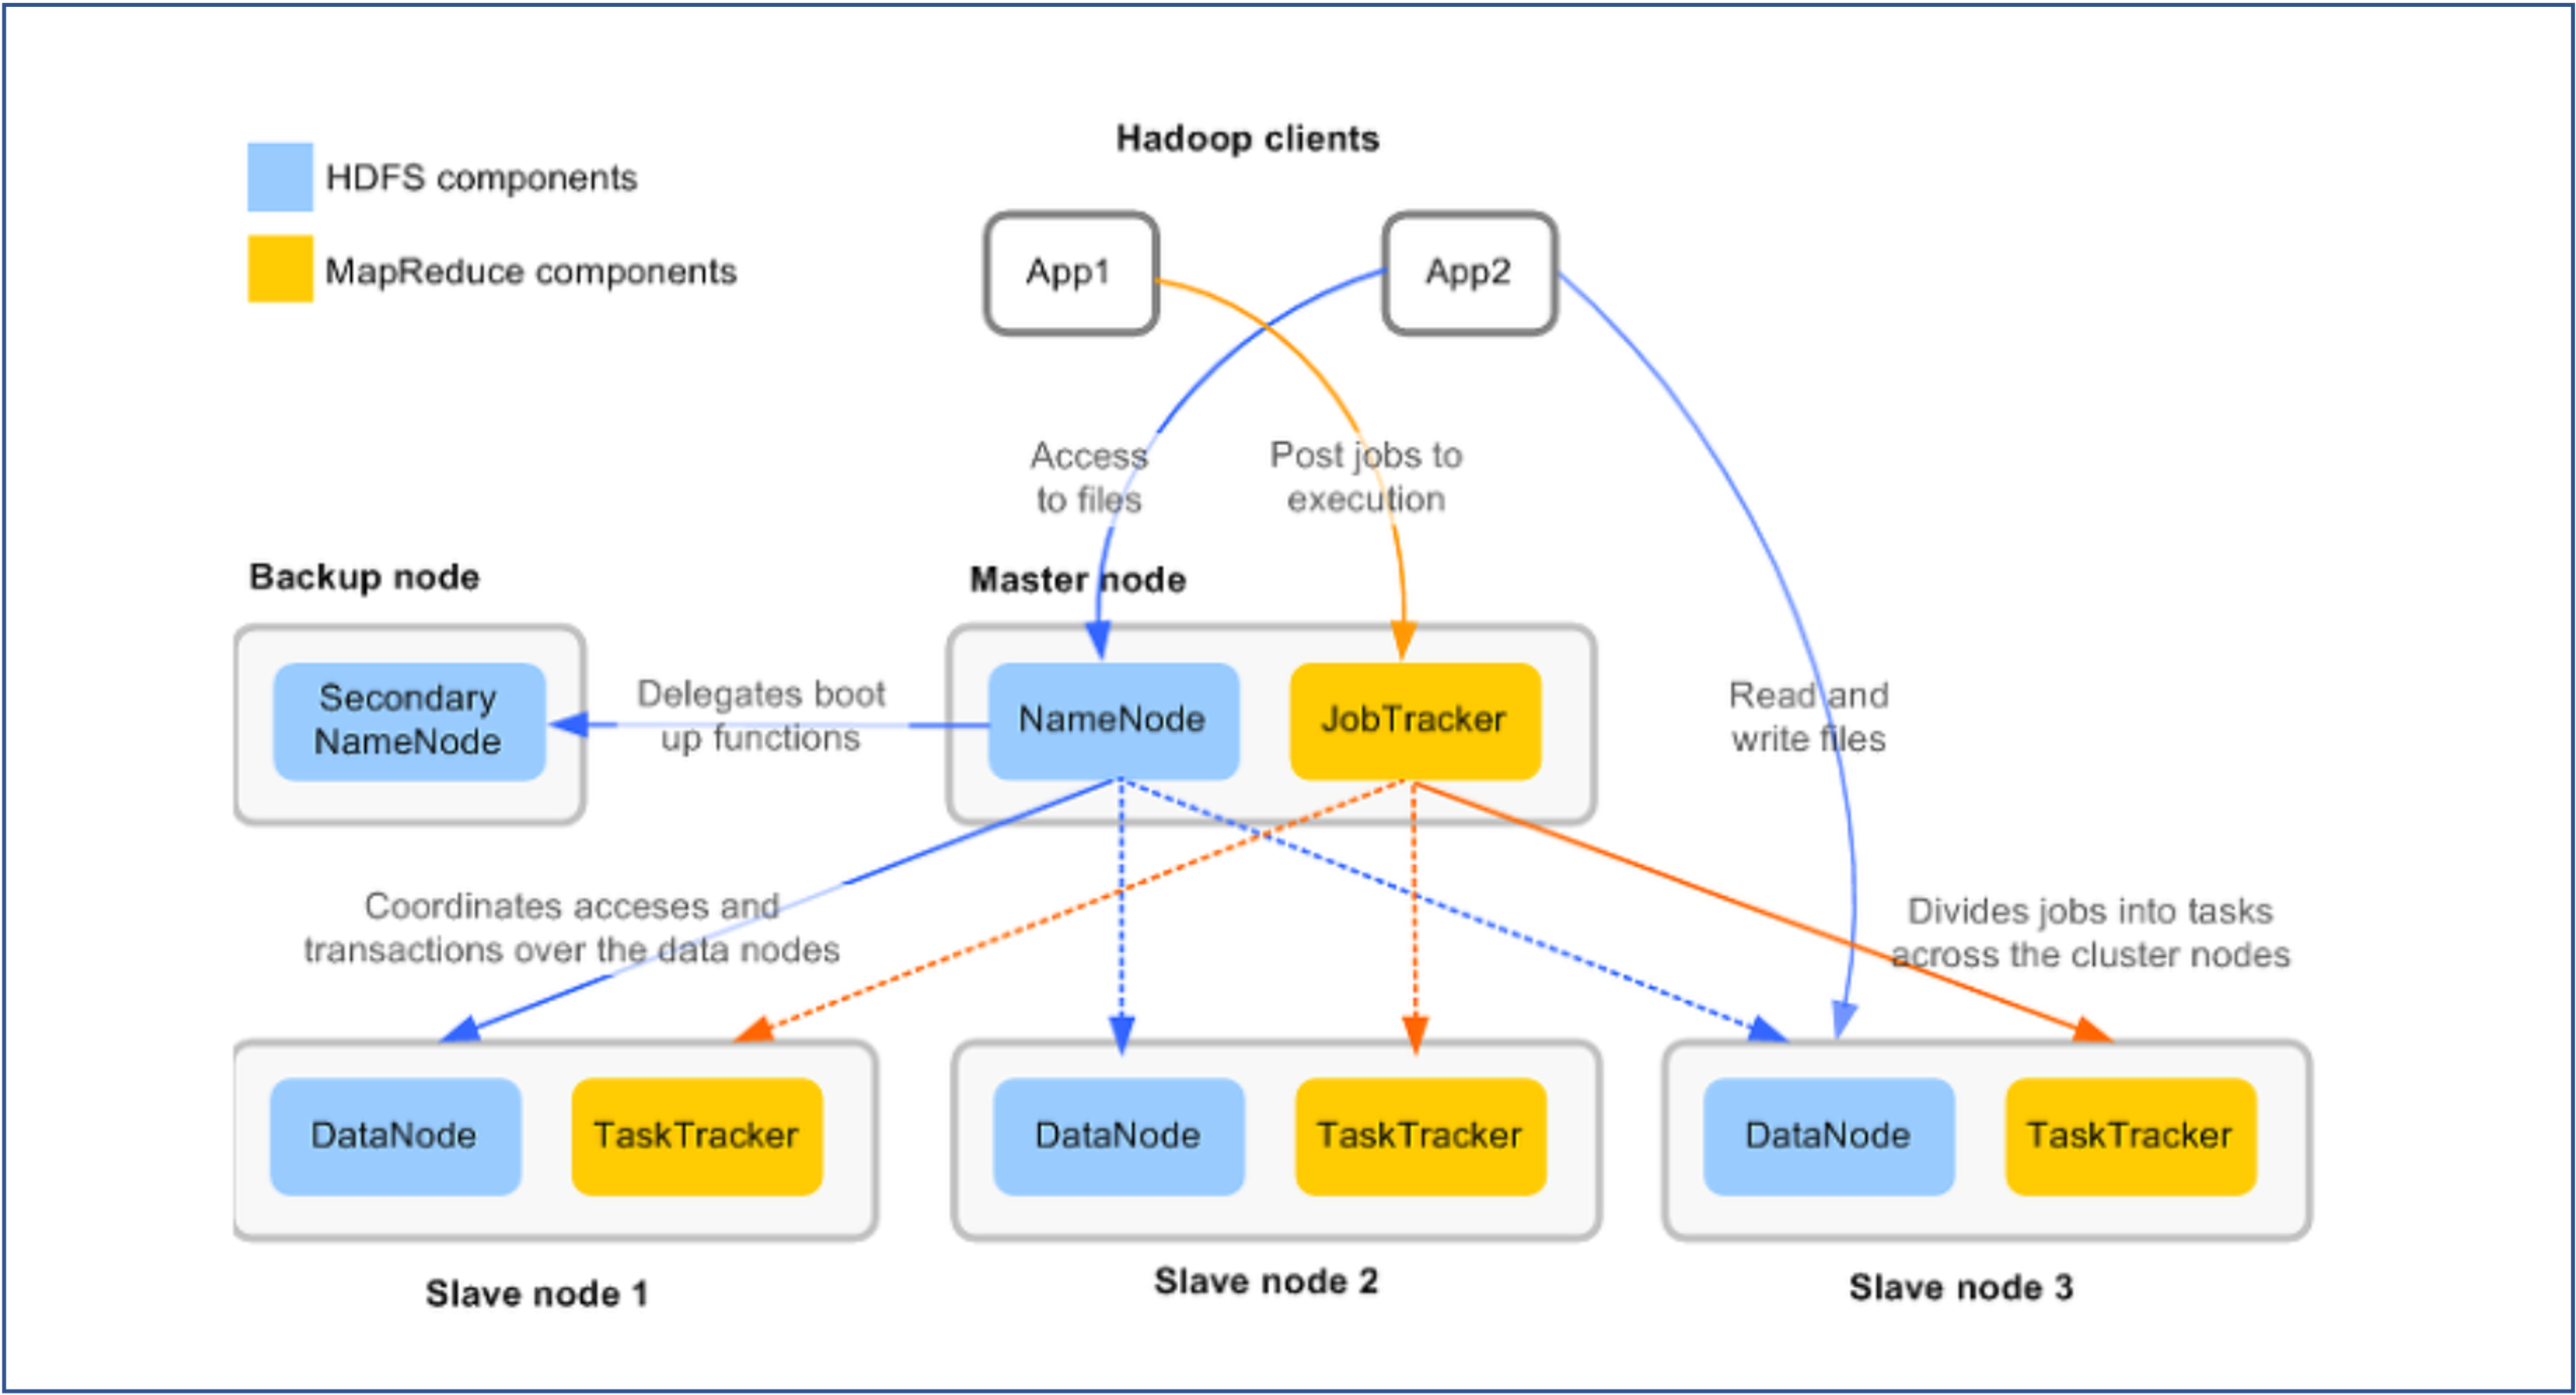 Hadoop clients
HDFS components
MapReduce components
App1
App2
Access
to files
Post jobs to
execution
Backup node
Master node
Secondary
NameNode
Delegates boot
up functions
NameNode
JobTracker
Read and
write files
Coordinates acceses and
transactions over the data nodes
Divides jobs into tasks
across the cluster nodes
DataNode
TaskTracker
DataNode
TaskTracker
DataNode
TaskTracker
Slave node 1
Slave node 2
Slave node 3